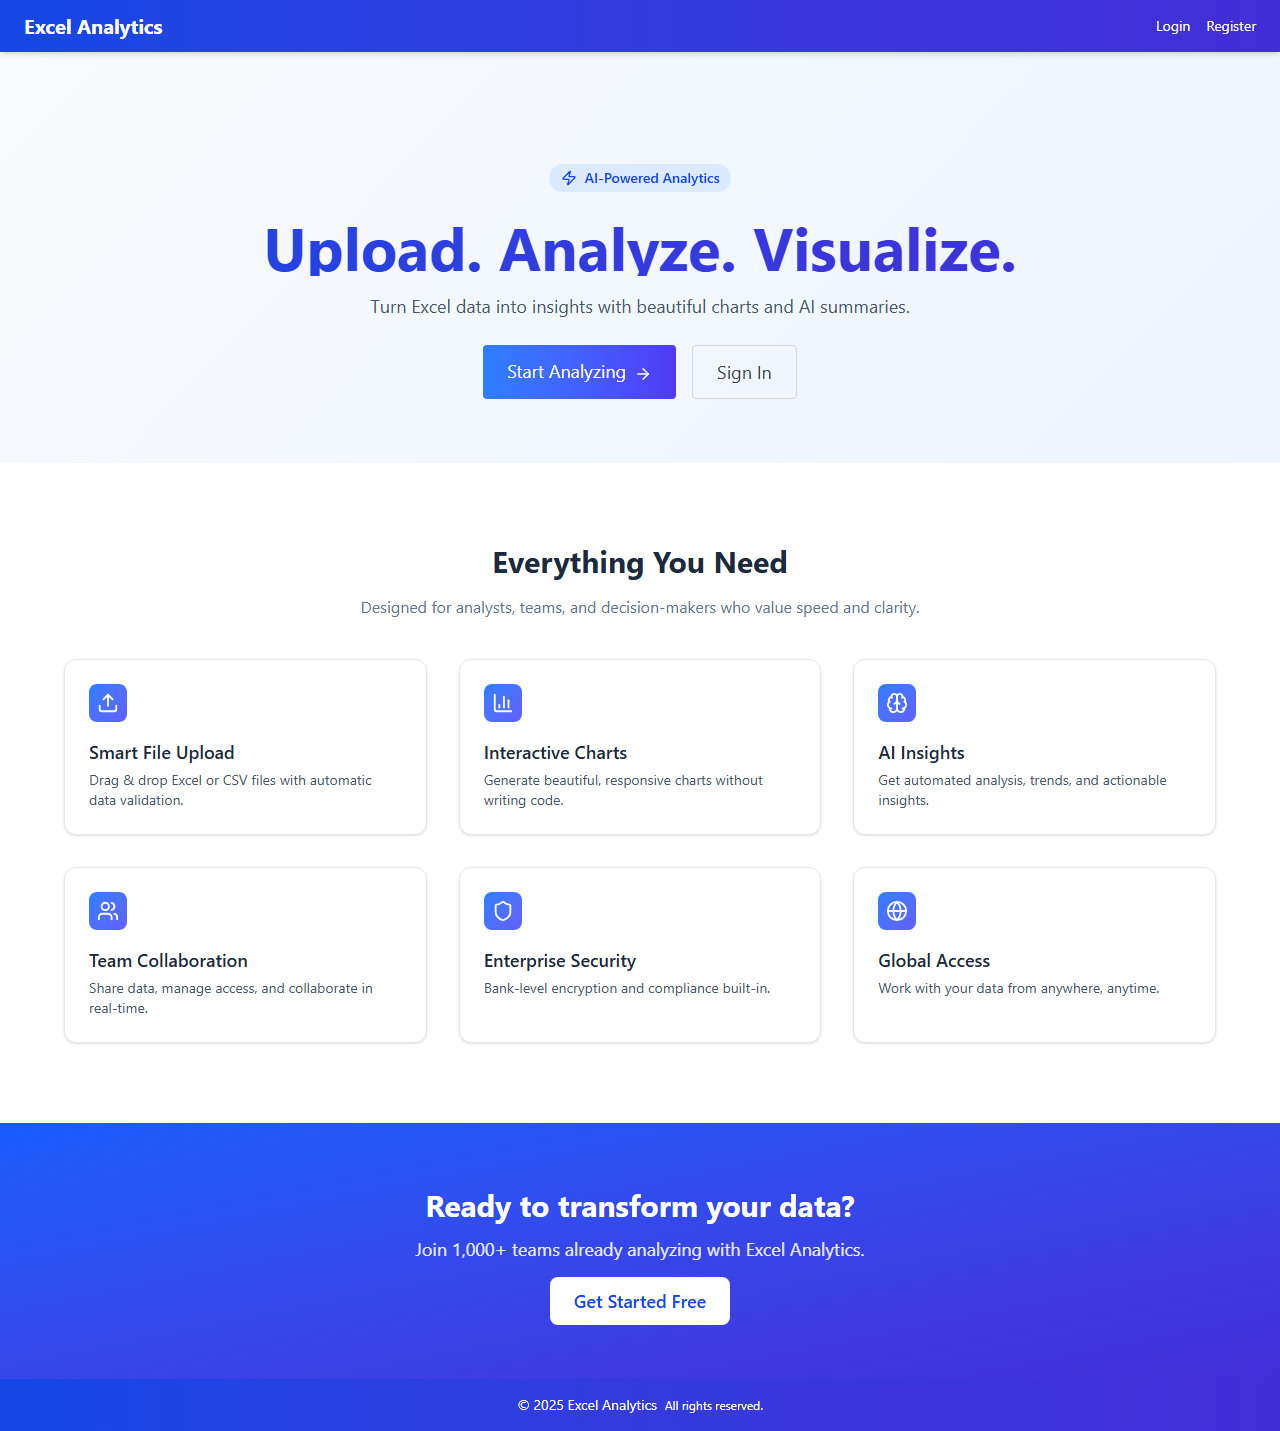 Excel Analytics
Login
Register
AI-Powered Analytics
Upload. Analyze. Visualize.
Turn Excel data into insights with beautiful charts and AI summaries.
Start Analyzing
Sign In
Everything You Need
Designed for analysts, teams, and decision-makers who value speed and clarity.
Smart File Upload
Drag & drop Excel or CSV files with automatic
data validation.
Interactive Charts
Generate beautiful, responsive charts without
writing code.
AI Insights
Get automated analysis, trends, and actionable
insights.
Team Collaboration
Share data, manage access, and collaborate in
real-time.
Enterprise Security
Bank-level encryption and compliance built-in.
Global Access
Work with your data from anywhere, anytime.
Ready to transform your data?
Join 1,000+ teams already analyzing with Excel Analytics.
Get Started Free
© 2025 Excel Analytics All rights reserved.